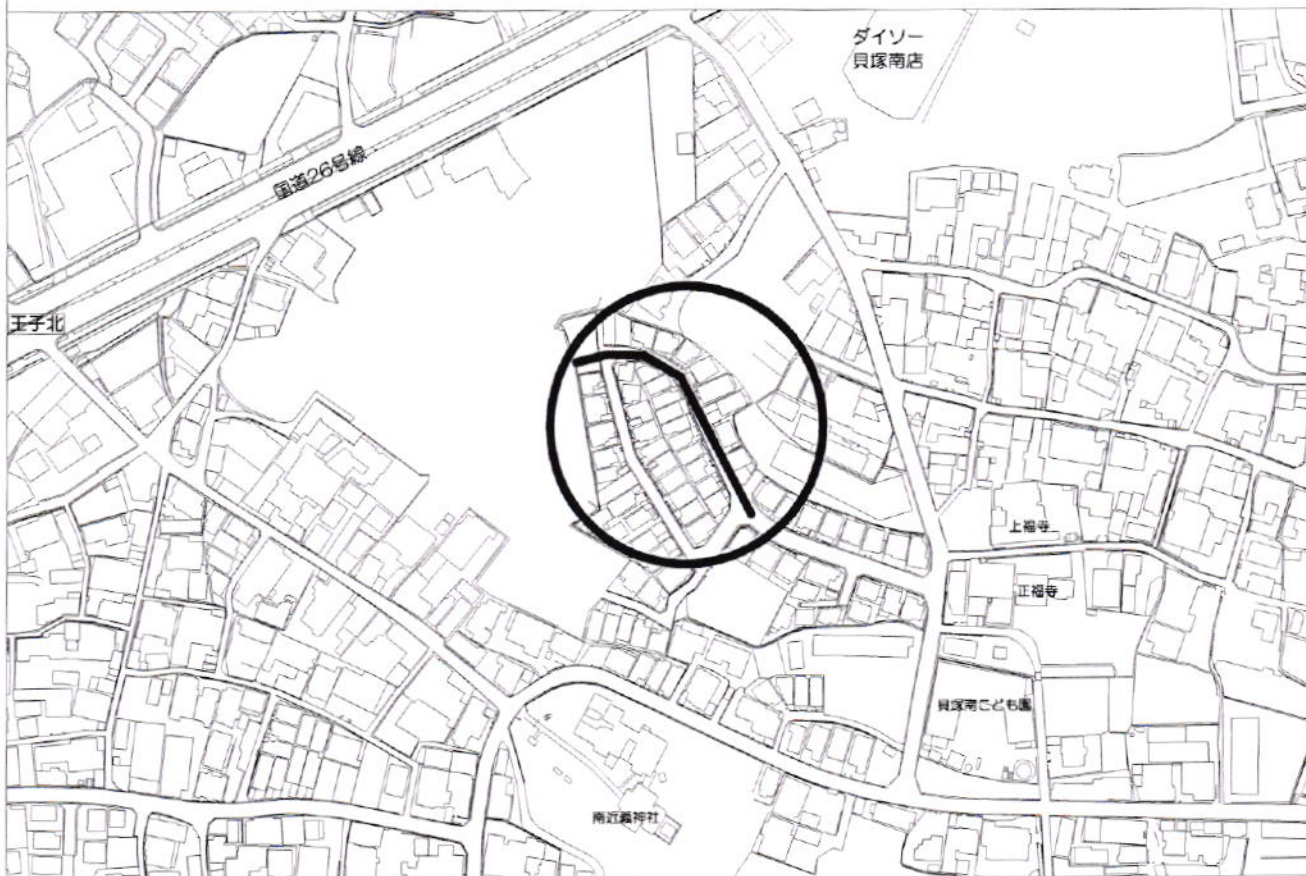 ダイソー
貝塚南店
国道26号線
王子北
上福寺
正福寺
貝塚南こども園
南近義神社